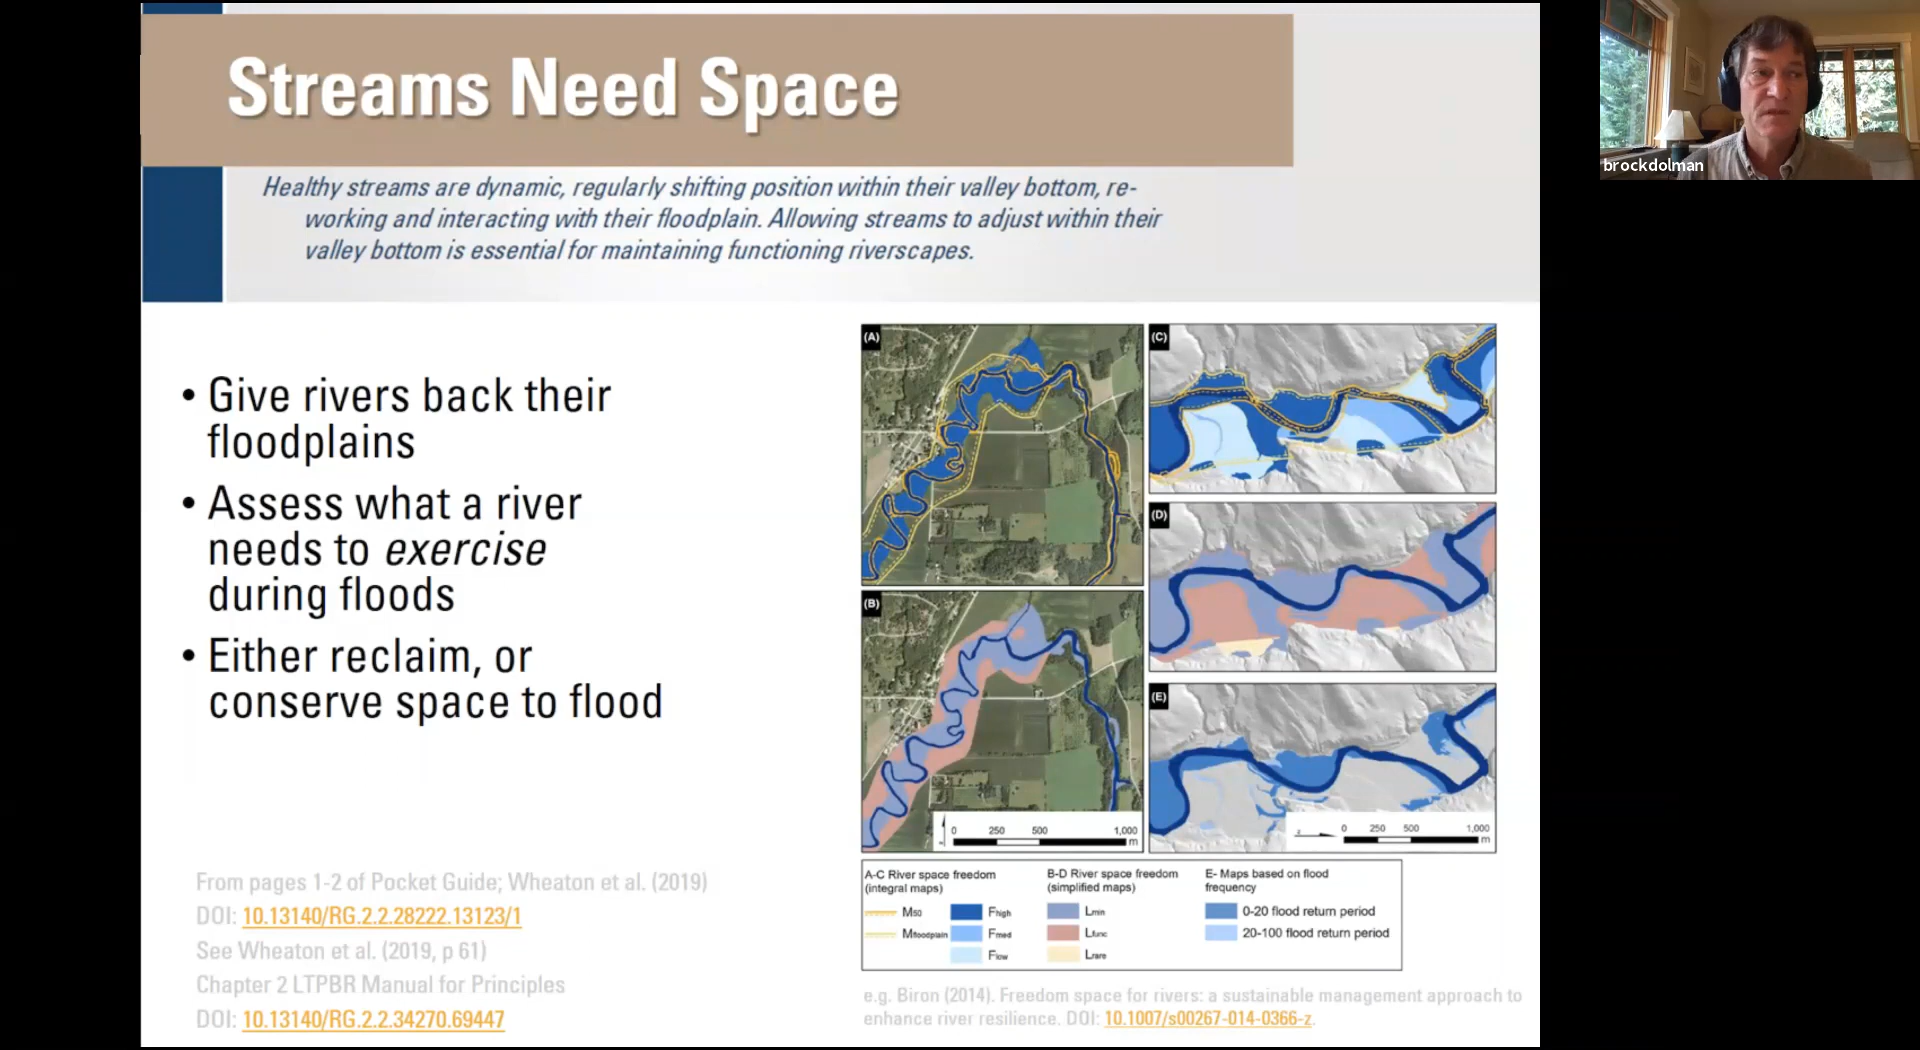 Streams Need Space
brockdolman
Healthy streams are dynamic, regularly shifting position within their valley bottom, re-
working and interacting with their floodplain. Allowing streams to adjust within their
valley bottom is essential for maintaining functioning riverscapes.
• Give rivers back their
floodplains
• Assess what a river
needs to exercise
during floods
• Either reclaim, or
conserve space to flood
From pages 1-2 of Pocket Guide; Wheaton et al. (2019)
DOI: 10.13140/RG.2.2.28222.13123/1
See Wheaton et al. (2019, p 61)
Chapter 2 LTPBR Manual for Principles
DOI: 10.13140/RG.2.2.34270.69447
(A)
(B)
0 250 500 1,000
m
(C)
(D)
(E)
0 250 500 1,000
m
A-C River space freedom
(integral maps)
M50
Mfloodplain
Fhigh
Fmed
Flow
B-D River space freedom
(simplified maps)
Lmin
Lfunc
Lrare
E- Maps based on flood
frequency
0-20 flood return period
20-100 flood return period
e.g. Biron (2014). Freedom space for rivers: a sustainable management approach to
enhance river resilience. DOI: 10.1007/s00267-014-0366-z.